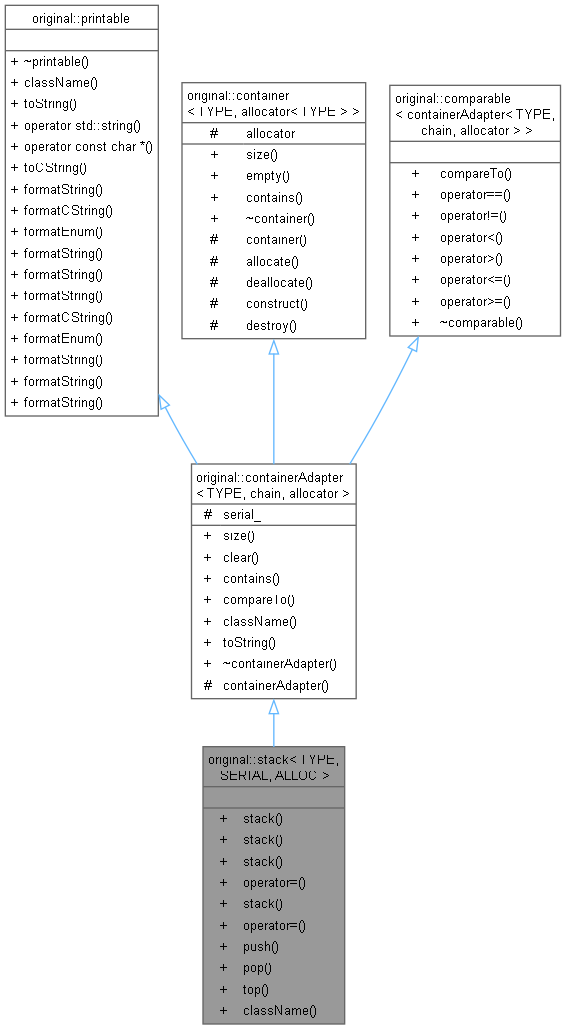 original::printable
+ ~printable()
+ className()
+ toString()
+ operator std::string()
+ operator const char *()
+ toCString()
+ formatString()
+ formatCString()
+ formatEnum()
+ formatString()
+ formatString()
+ formatString()
+ formatCString()
+ formatEnum()
+ formatString()
+ formatString()
+ formatString()
original::container
< TYPE, allocator< TYPE > >
# allocator
+ size()
+ empty()
+ contains()
+ ~container()
# container()
# allocate()
# deallocate()
# construct()
# destroy()
original::comparable
< containerAdapter< TYPE,
chain, allocator > >
+ compareTo()
+ operator==()
+ operator!=()
+ operator<()
+ operator>()
+ operator<=()
+ operator>=()
+ ~comparable()
original::containerAdapter
< TYPE, chain, allocator >
# serial_
+ size()
+ clear()
+ contains()
+ compareTo()
+ className()
+ toString()
+ ~containerAdapter()
# containerAdapter()
original::stack< TYPE,
SERIAL, ALLOC >
+ stack()
+ stack()
+ stack()
+ operator=()
+ stack()
+ operator=()
+ push()
+ pop()
+ top()
+ className()